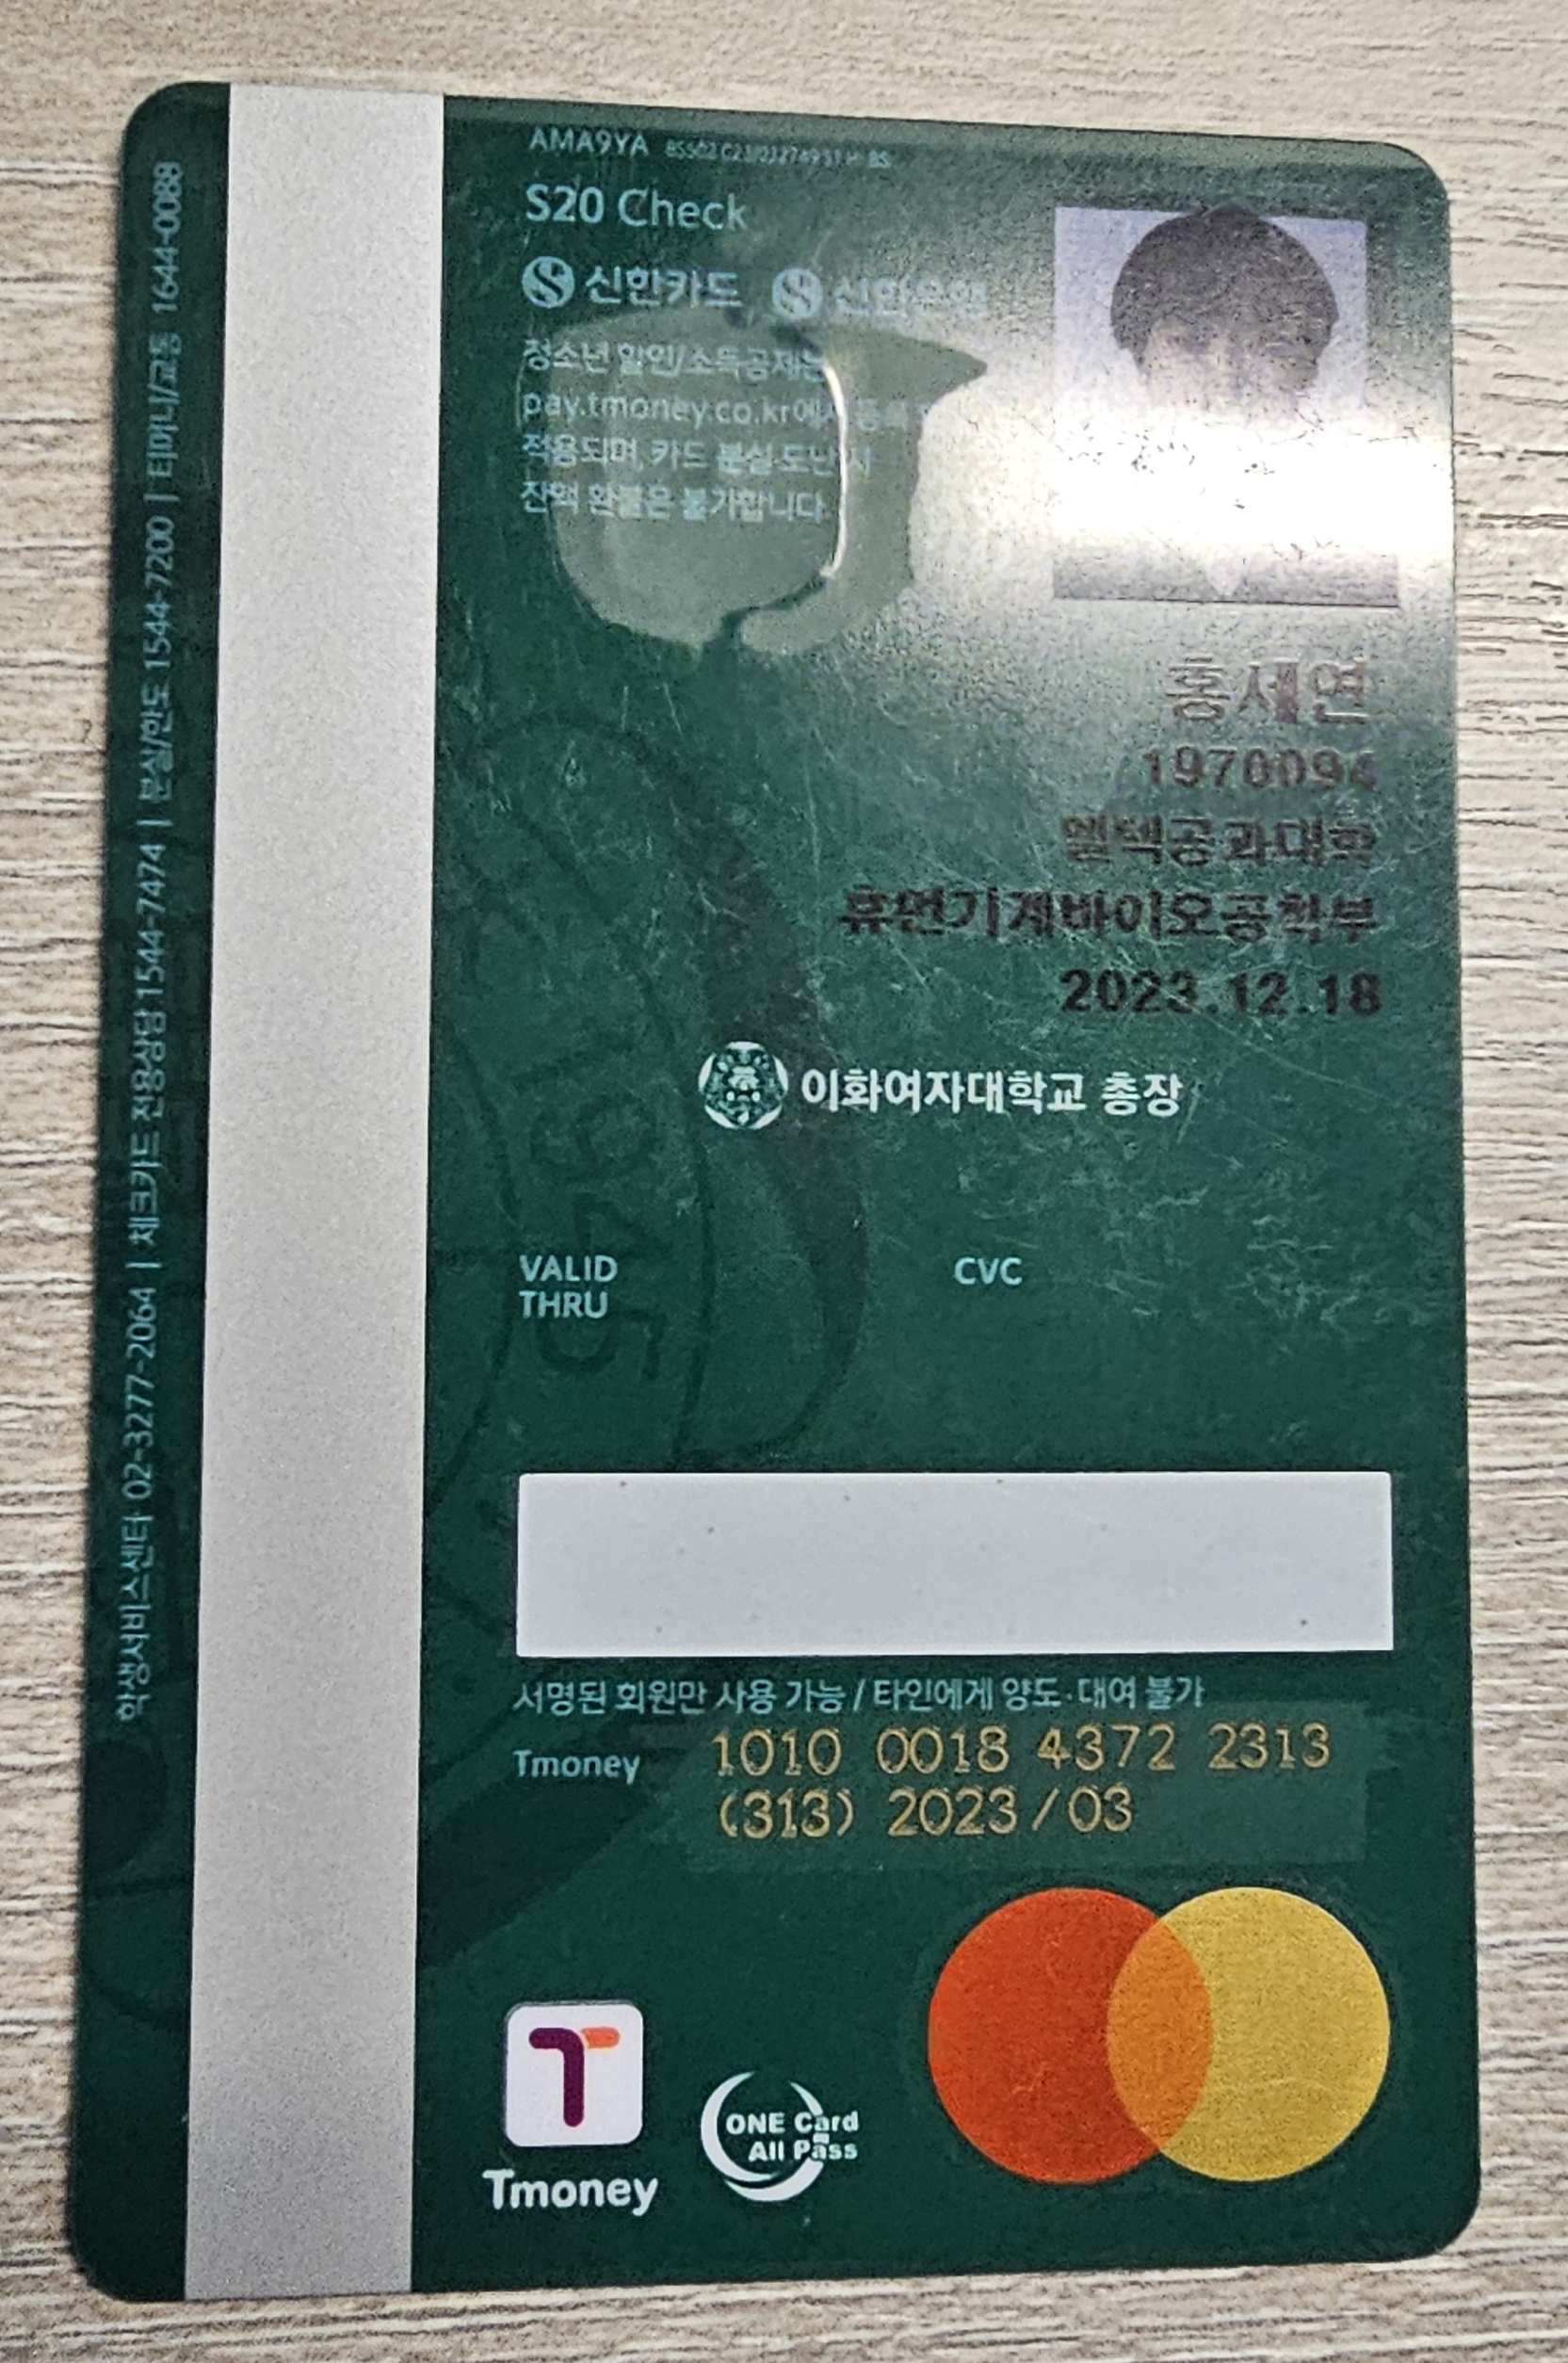 AMA9YA
S20 Check
신한카드 신한은행
청소년 할인/소득공제는
pay.tmoney.co.kr에서 등록
적용되며, 카드 분실·도난 시
잔액 환불은 불가합니다.
홍세연
1970094
엘텍공과대학
휴먼기계바이오공학부
2023.12.18
이화여자대학교 총장
VALID
THRU
CVC
서명된 회원만 사용 가능 / 타인에게 양도·대여 불가
Tmoney 1010 0018 4372 2313
(313) 2023/03
Tmoney
ONE Card
All Pass
학생서비스센터 02-3277-2064 | 체크카드 전용상담 1544-7474 | 분실/한도 1544-7200 | 티머니/교통 1644-0088
1945